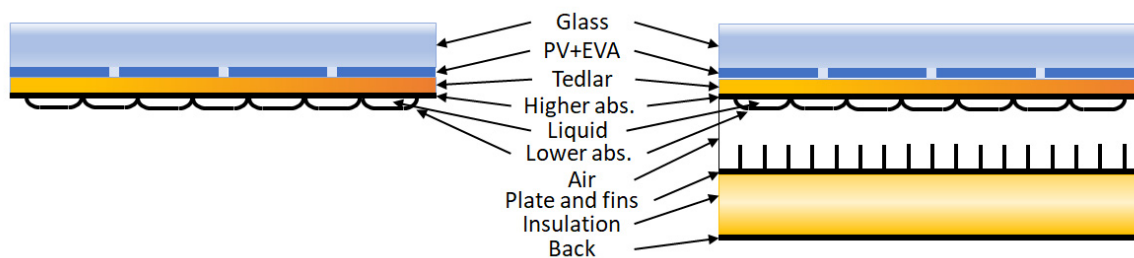 Glass
PV+EVA
Tedlar
Higher abs.
Liquid
Lower abs.
Air
Plate and fins
Insulation
Back